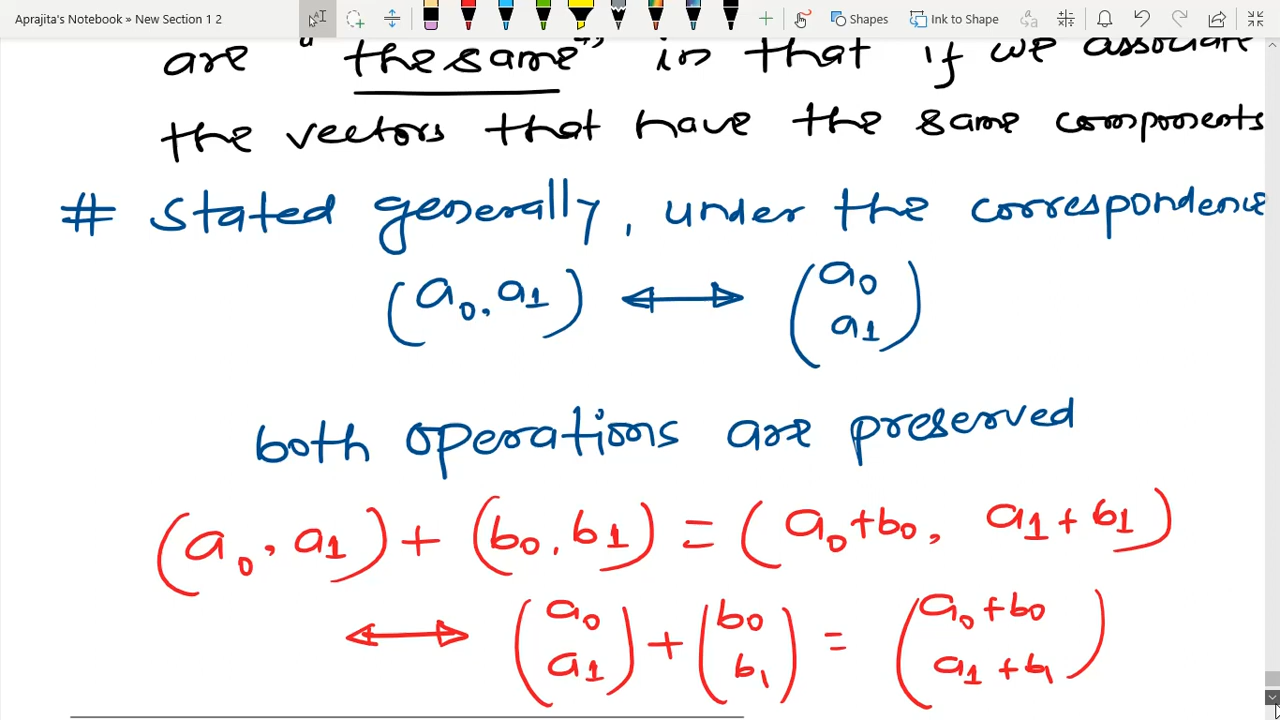 Aprajita's Notebook » New Section 1 2
Shapes
Ink to Shape
are "the same" in that if we associate
the vectors that have the same components
# stated generally, under the correspondence
(a₀, a₁) ↔ (a₀
a₁)
both operations are preserved
(a₀, a₁) + (b₀, b₁) = (a₀+b₀, a₁+b₁)
↔ (a₀ a₁) + (b₀ b₁) = (a₀+b₀ a₁+b₁)